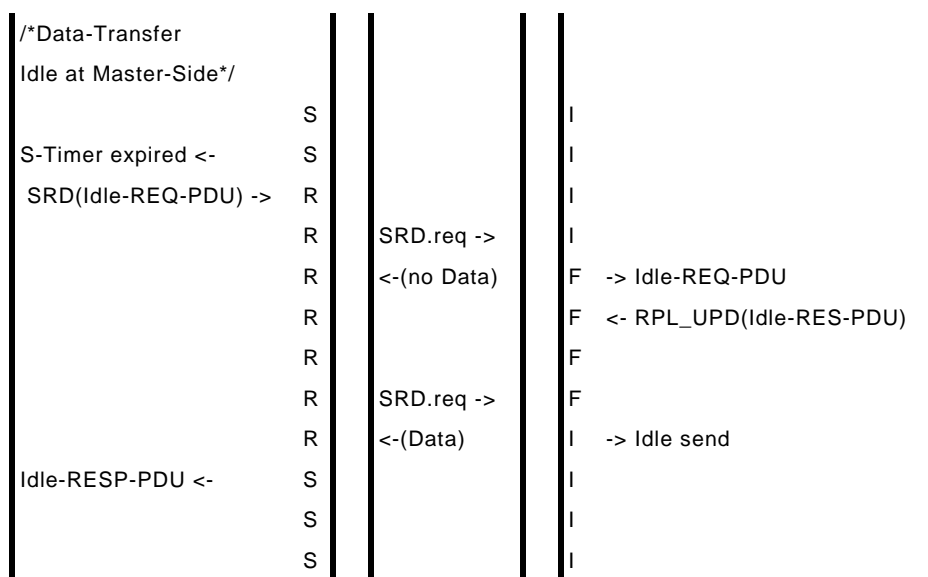 /*Data-Transfer
Idle at Master-Side*/
S I
S-Timer expired <- S I
SRD(Idle-REQ-PDU) -> R I
R SRD.req -> I
R <-(no Data) F -> Idle-REQ-PDU
R F <- RPL_UPD(Idle-RES-PDU)
R F
R SRD.req -> F
R <-(Data) I -> Idle send
Idle-RESP-PDU <- S I
S I
S I